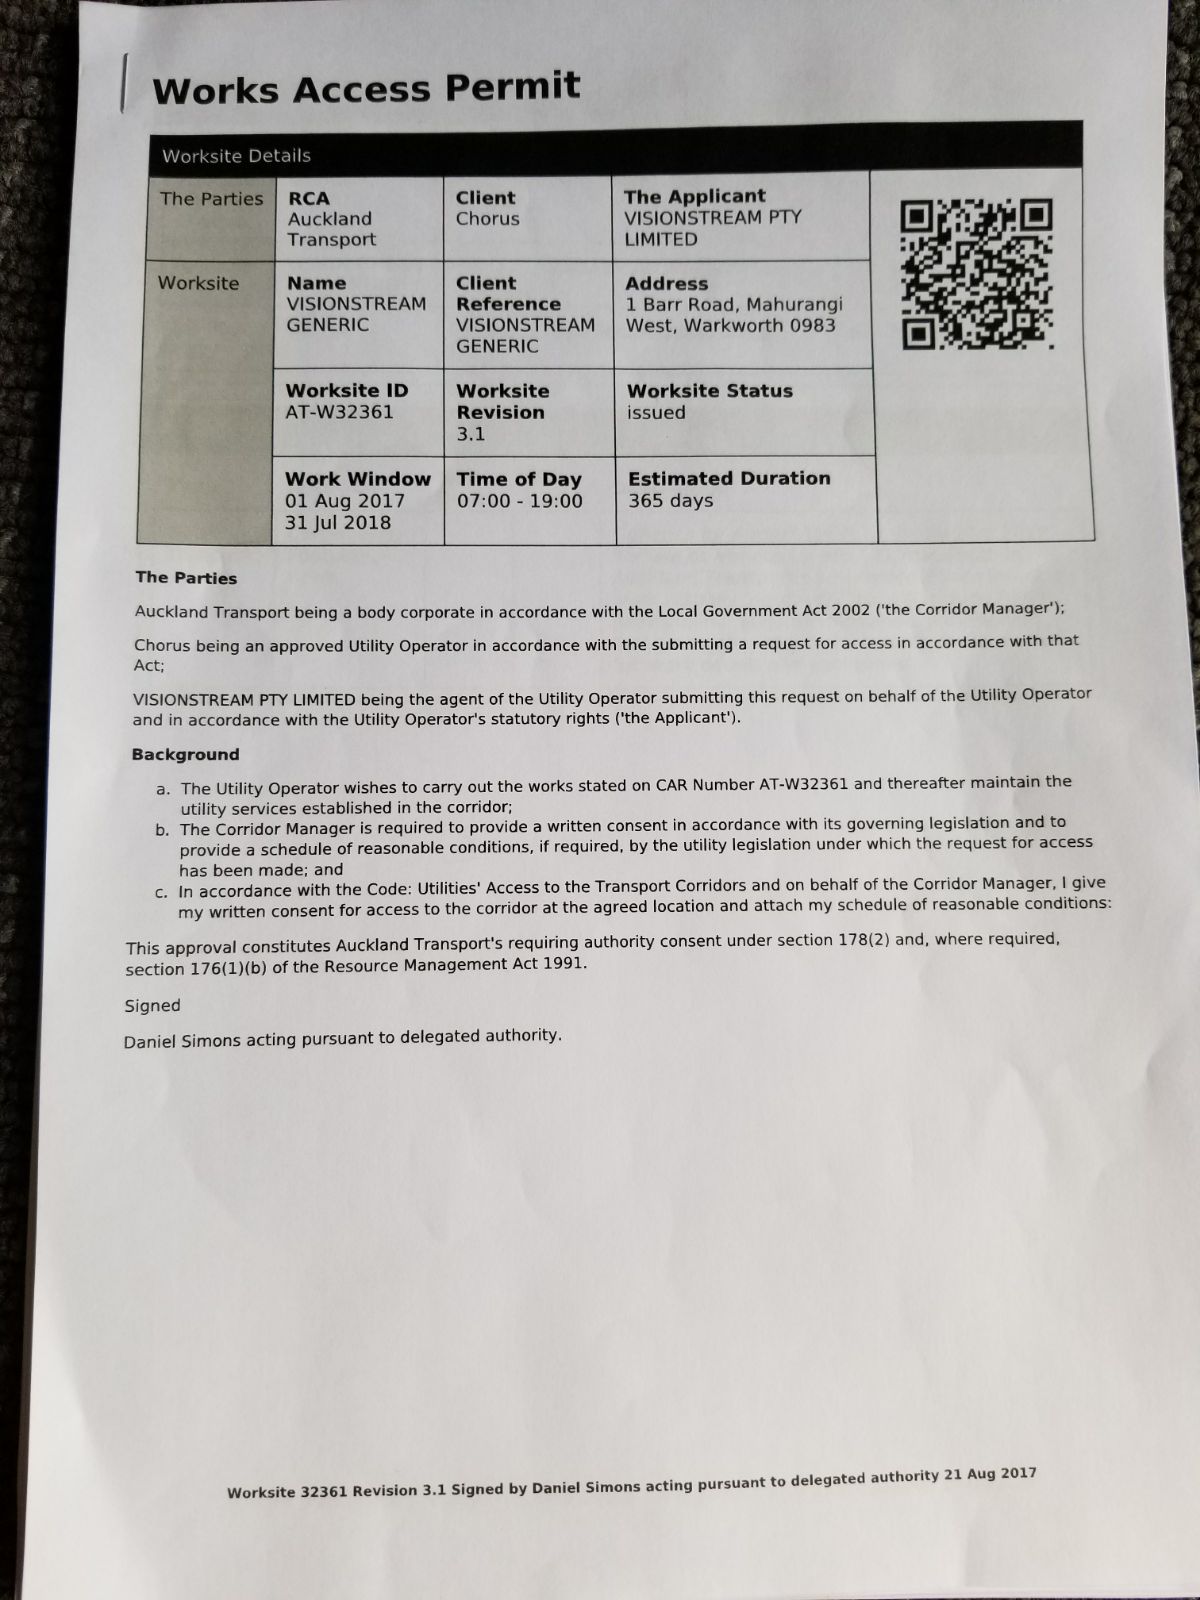 Works Access Permit
Worksite Details
The Parties
RCA
Auckland
Transport
Client
Chorus
The Applicant
VISIONSTREAM PTY
LIMITED
Worksite
Name
VISIONSTREAM
GENERIC
Client
Reference
VISIONSTREAM
GENERIC
Address
1 Barr Road, Mahurangi
West, Warkworth 0983
Worksite ID
AT-W32361
Worksite
Revision
3.1
Worksite Status
issued
Work Window
01 Aug 2017
31 Jul 2018
Time of Day
07:00 - 19:00
Estimated Duration
365 days
The Parties
Auckland Transport being a body corporate in accordance with the Local Government Act 2002 ('the Corridor Manager');
Chorus being an approved Utility Operator in accordance with the submitting a request for access in accordance with that
Act;
VISIONSTREAM PTY LIMITED being the agent of the Utility Operator submitting this request on behalf of the Utility Operator
and in accordance with the Utility Operator's statutory rights ('the Applicant').
Background
a. The Utility Operator wishes to carry out the works stated on CAR Number AT-W32361 and thereafter maintain the
utility services established in the corridor;
b. The Corridor Manager is required to provide a written consent in accordance with its governing legislation and to
provide a schedule of reasonable conditions, if required, by the utility legislation under which the request for access
has been made; and
c. In accordance with the Code: Utilities' Access to the Transport Corridors and on behalf of the Corridor Manager, I give
my written consent for access to the corridor at the agreed location and attach my schedule of reasonable conditions:
This approval constitutes Auckland Transport's requiring authority consent under section 178(2) and, where required,
section 176(1)(b) of the Resource Management Act 1991.
Signed
Daniel Simons acting pursuant to delegated authority.
Worksite 32361 Revision 3.1 Signed by Daniel Simons acting pursuant to delegated authority 21 Aug 2017